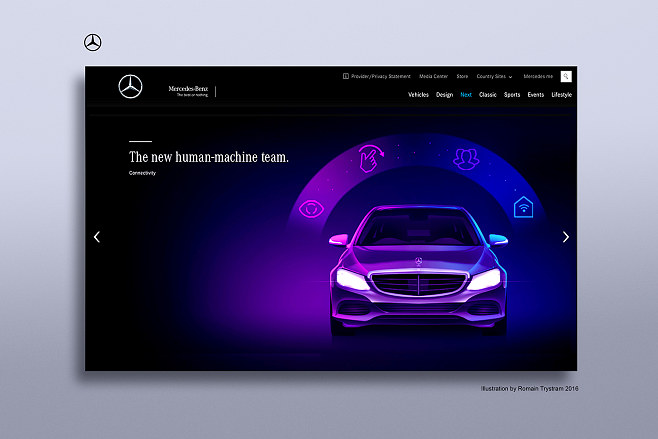 Provider/Privacy Statement Media Center Store Country Sites Mercedes me
Mercedes-Benz
The best or nothing.
Vehicles Design Next Classic Sports Events Lifestyle
The new human-machine team.
Connectivity
Illustration by Romain Trystram 2016